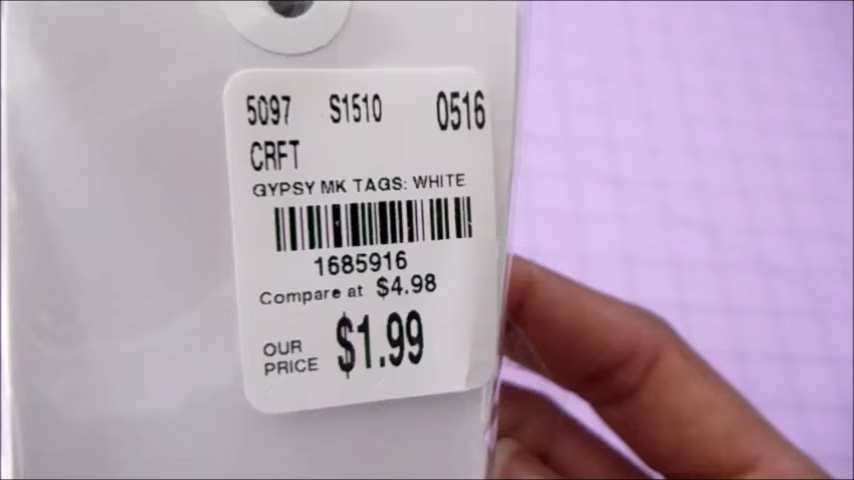 5097 S1510 0516
CRFT
GYPSY MK TAGS: WHITE
1685916
Compare at $4.98
OUR PRICE $1.99